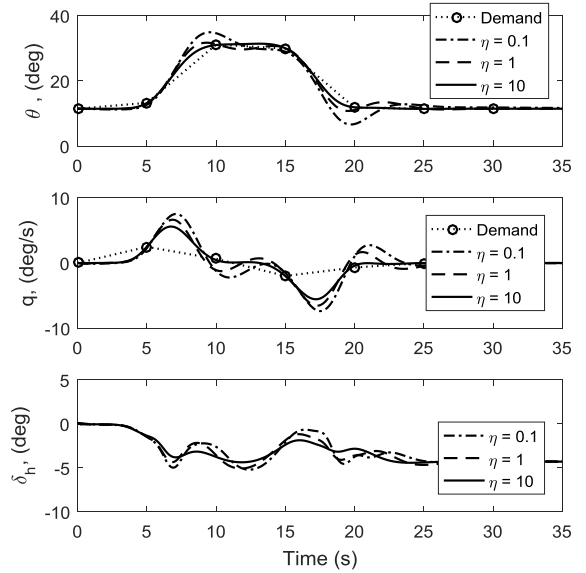 40
20
0
θ , (deg)
Demand
η = 0.1
η = 1
η = 10
0 5 10 15 20 25 30 35
10
0
-10
q, (deg/s)
Demand
η = 0.1
η = 1
η = 10
0 5 10 15 20 25 30 35
5
0
-5
-10
δh, (deg)
η = 0.1
η = 1
η = 10
0 5 10 15 20 25 30 35
Time (s)